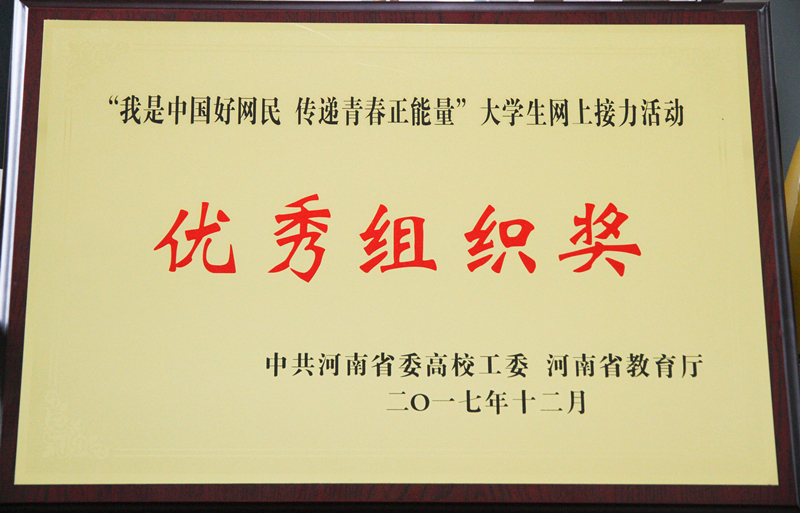 “我是中国好网民 传递青春正能量”大学生网上接力活动
优秀组织奖
中共河南省委高校工委 河南省教育厅
二〇一七年十二月